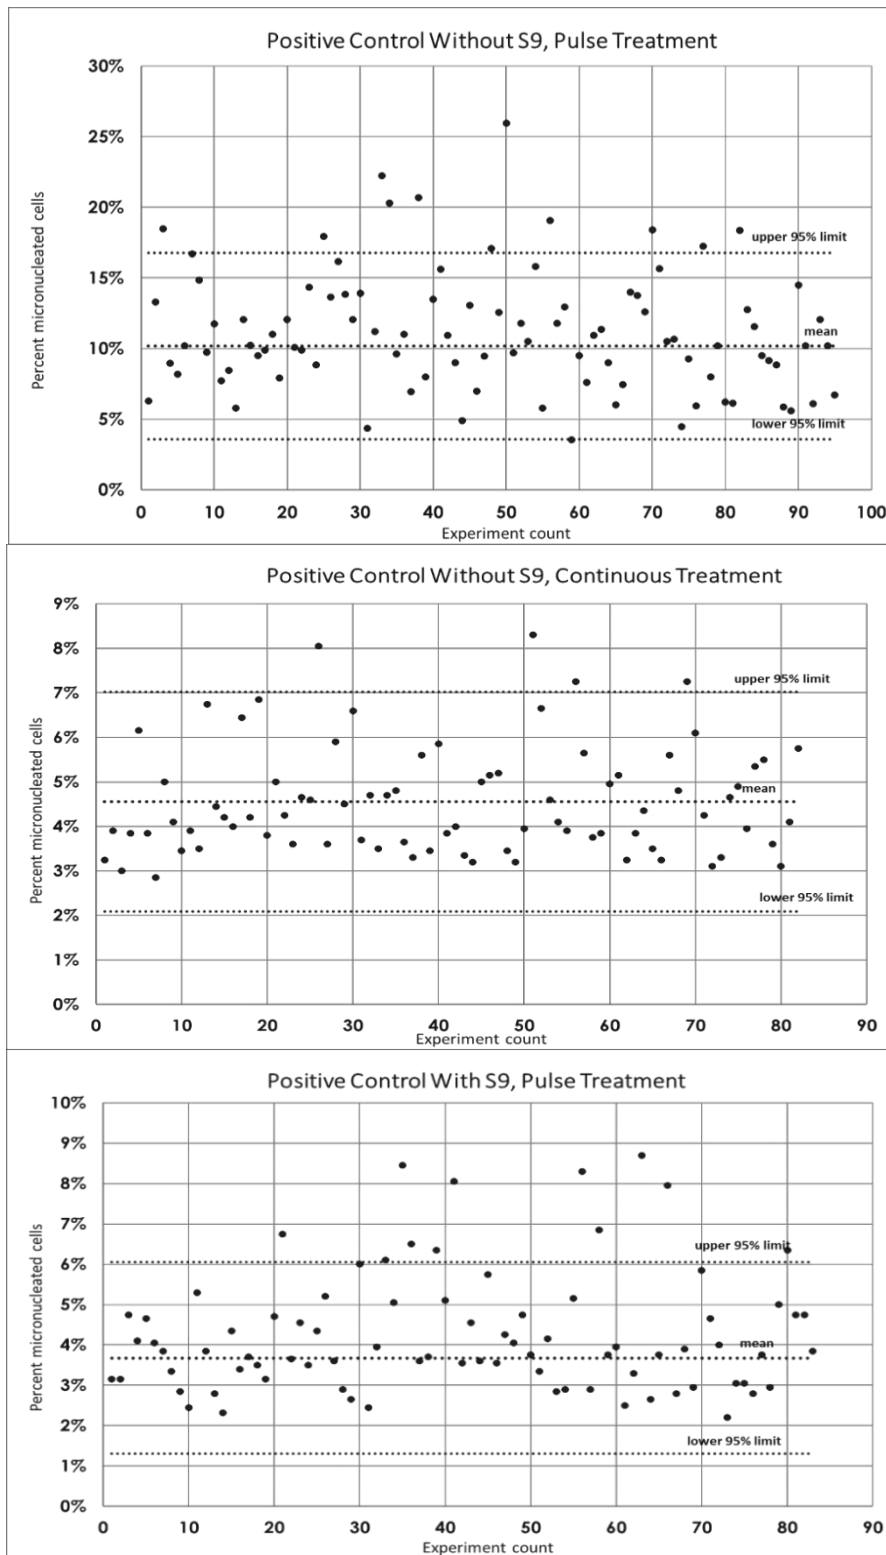 Positive Control Without S9, Pulse Treatment
30%
25%
20%
15%
10%
5%
0%
Percent micronucleated cells
upper 95% limit
mean
lower 95% limit
0 10 20 30 40 50 60 70 80 90 100
Experiment count
Positive Control Without S9, Continuous Treatment
9%
8%
7%
6%
5%
4%
3%
2%
1%
0%
Percent micronucleated cells
upper 95% limit
mean
lower 95% limit
0 10 20 30 40 50 60 70 80 90
Experiment count
Positive Control With S9, Pulse Treatment
10%
9%
8%
7%
6%
5%
4%
3%
2%
1%
0%
Percent micronucleated cells
upper 95% limit
mean
lower 95% limit
0 10 20 30 40 50 60 70 80 90
Experiment count